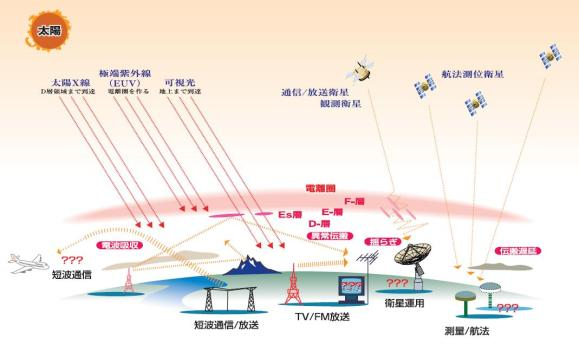 太陽
太陽X線
D層領域まで到達
極端紫外線
(EUV)
電離圏を作る
可視光
地上まで到達
通信/放送衛星
観測衛星
航法測位衛星
電離圏
F-層
Es層
E-層
D-層
電波吸収
異常伝搬
揺らぎ
伝搬遅延
???
短波通信
???
???
???
短波通信/放送
TV/FM放送
衛星運用
測量/航法